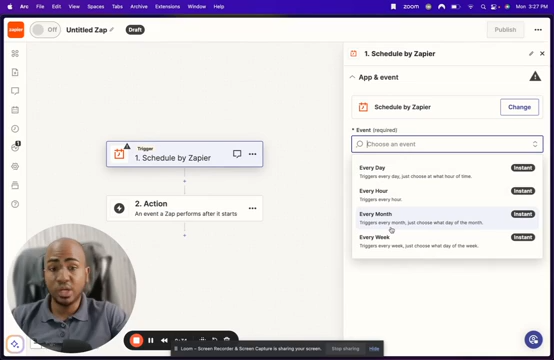 Arc File Edit View Spaces Tabs Archive Extensions Window Help
zoom Mon 3:27 PM
zapier Off Untitled Zap Draft Publish
1. Schedule by Zapier
App & event
Schedule by Zapier Change
* Event (required)
Choose an event
Every Day Instant
Triggers every day, just choose at what hour of time.
Every Hour Instant
Triggers every hour.
Every Month Instant
Triggers every month, just choose what day of the month.
Every Week Instant
Triggers every week, just choose what day of the week.
Trigger
1. Schedule by Zapier
2. Action
An event a Zap performs after it starts
1
Loom – Screen Recorder & Screen Capture is sharing your screen. Stop sharing Hide